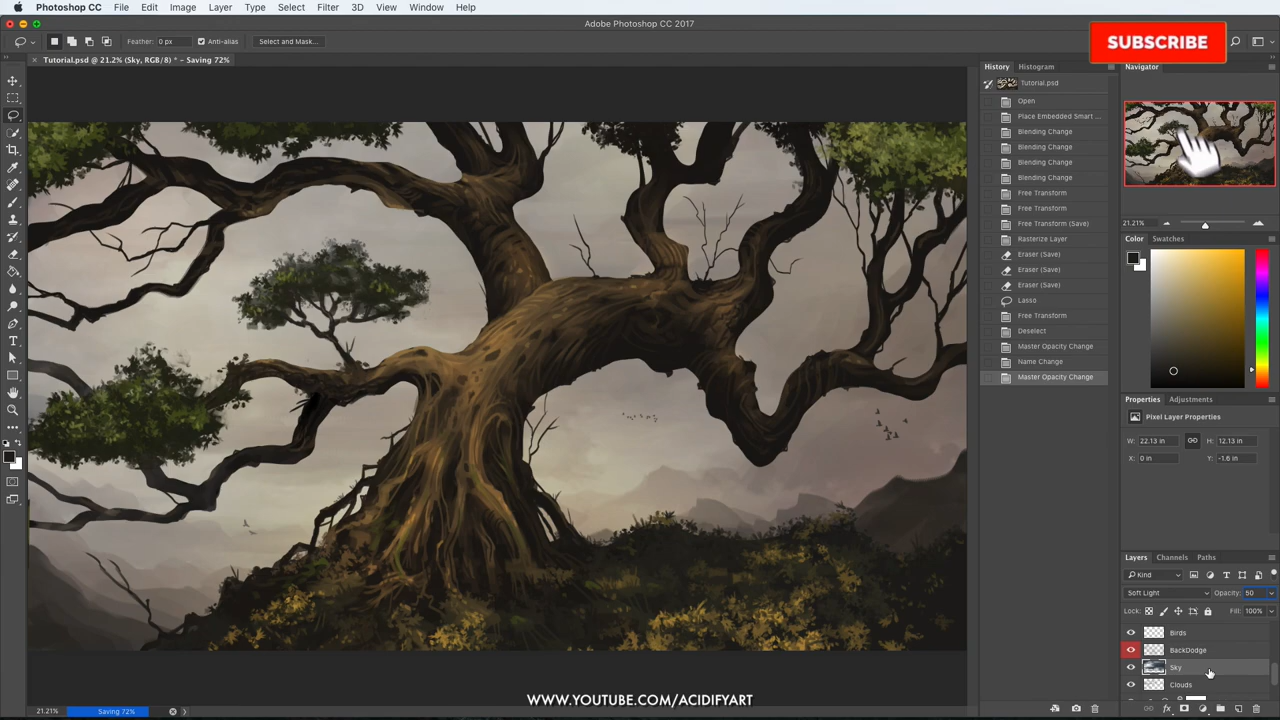 Photoshop CC File Edit Image Layer Type Select Filter 3D View Window Help
Adobe Photoshop CC 2017
Feather: 0 px Anti-alias Select and Mask...
SUBSCRIBE
Tutorial.psd @ 21.2% (Sky, RGB/8) * - Saving 72%
History Histogram
Tutorial.psd
Open
Place Embedded Smart ...
Blending Change
Blending Change
Blending Change
Blending Change
Free Transform
Free Transform
Free Transform (Save)
Rasterize Layer
Eraser (Save)
Eraser (Save)
Eraser (Save)
Lasso
Free Transform
Deselect
Master Opacity Change
Name Change
Master Opacity Change
Navigator
21.21%
Color Swatches
Properties Adjustments
Pixel Layer Properties
W: 22.13 in H: 12.13 in
X: 0 in Y: -1.6 in
Layers Channels Paths
Kind
Soft Light Opacity: 50
Lock: Fill: 100%
Birds
BackDodge
Sky
Clouds
WWW.YOUTUBE.COM/ACIDIFYART
21.21% Saving 72%